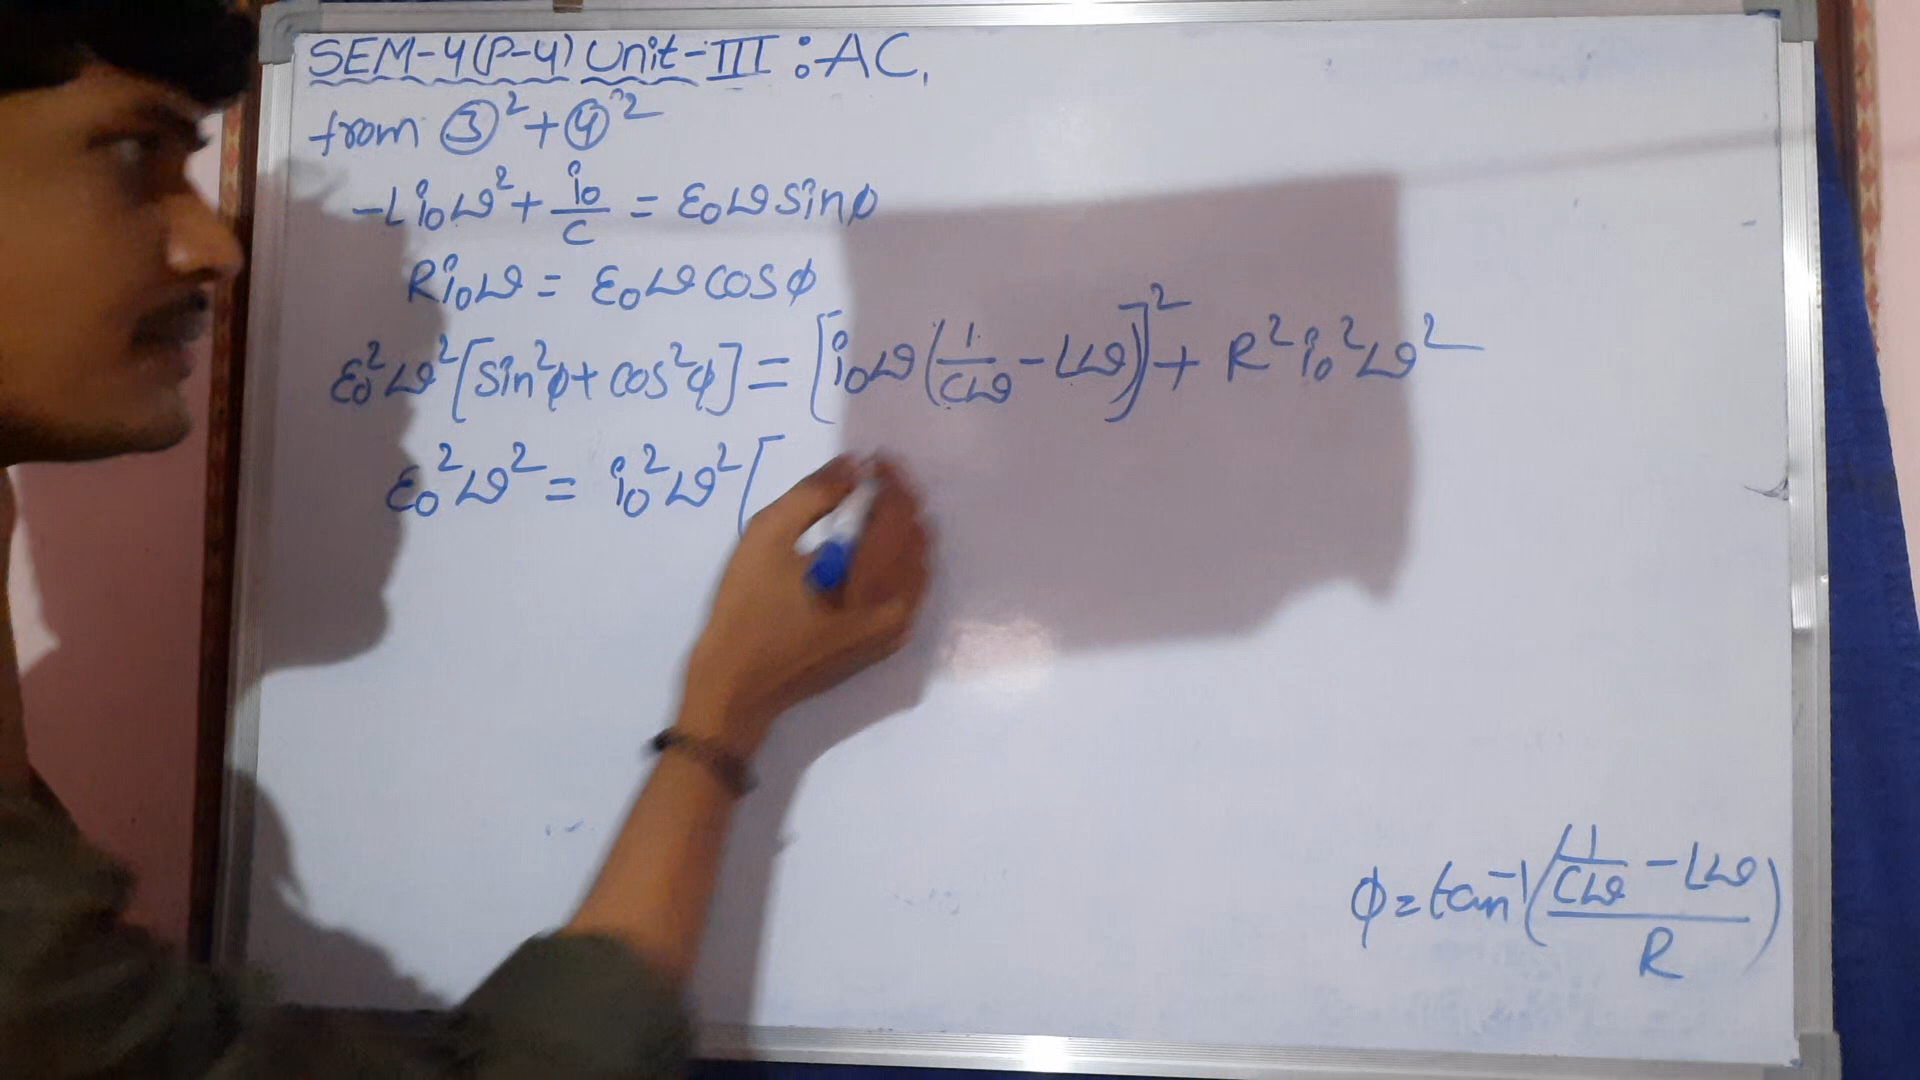 SEM-4(P-4) Unit-III :- AC,
from ③² + ④²
-Li₀ω² + i₀/C = ε₀ω sinϕ
Ri₀ω = ε₀ω cosϕ
ε₀²ω²[sin²ϕ + cos²ϕ] = [i₀ω(1/Cω - Lω)]² + R²i₀²ω²
ε₀²ω² = i₀²ω²[
ϕ = tan⁻¹((1/Cω - Lω)/R)